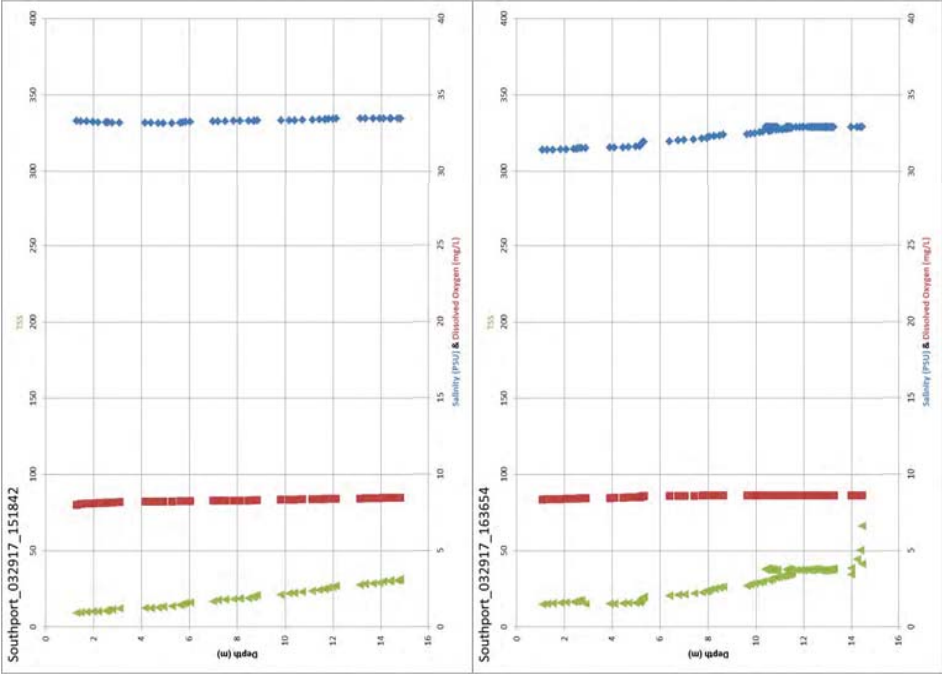 Southport_032917_151842
TSS
0 50 100 150 200 250 300 350 400
Depth (m)
0
2
4
6
8
10
12
14
16
0 5 10 15 20 25 30 35 40
Salinity (PSU) & Dissolved Oxygen (mg/L)
Southport_032917_163654
TSS
0 50 100 150 200 250 300 350 400
Depth (m)
0
2
4
6
8
10
12
14
16
0 5 10 15 20 25 30 35 40
Salinity (PSU) & Dissolved Oxygen (mg/L)